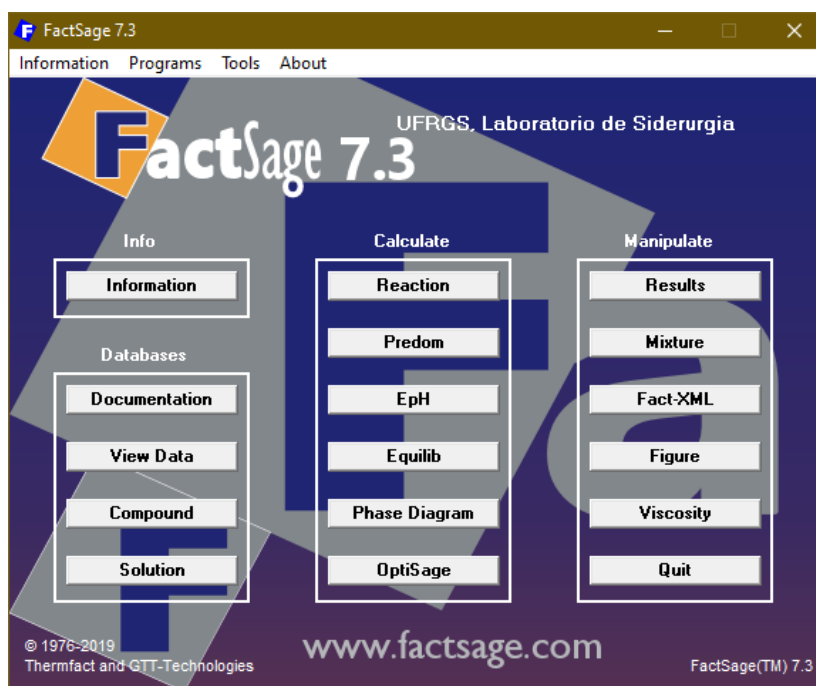 FactSage 7.3
Information Programs Tools About
FactSage 7.3
UFRGS, Laboratorio de Siderurgia
Info
Information
Databases
Documentation
View Data
Compound
Solution
Calculate
Reaction
Predom
EpH
Equilib
Phase Diagram
OptiSage
Manipulate
Results
Mixture
Fact-XML
Figure
Viscosity
Quit
© 1976-2019
Thermfact and GTT-Technologies
www.factsage.com
FactSage(TM) 7.3